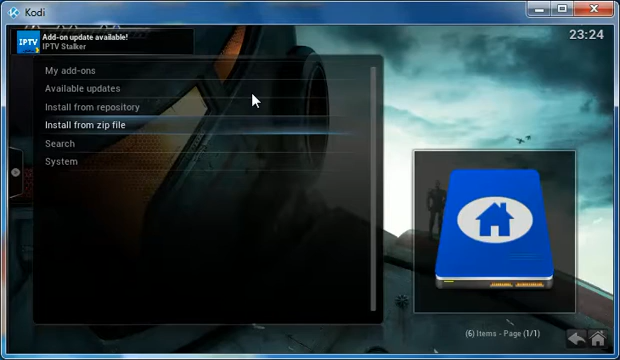 Kodi
IPTV
Add-on update available!
IPTV Stalker
23:24
My add-ons
Available updates
Install from repository
Install from zip file
Search
System
(6) Items - Page (1/1)